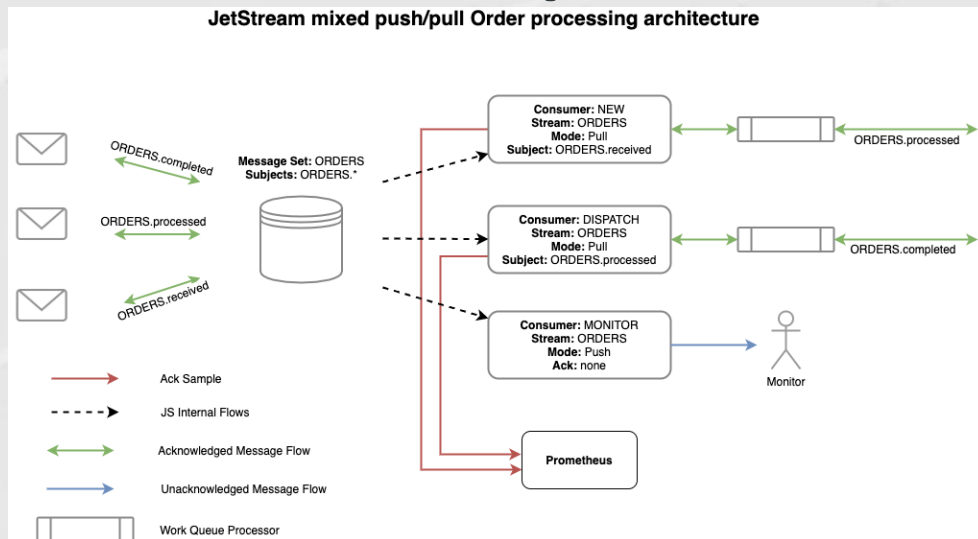 JetStream mixed push/pull Order processing architecture
ORDERS.completed
ORDERS.processed
ORDERS.received
Message Set: ORDERS
Subjects: ORDERS.*
Consumer: NEW
Stream: ORDERS
Mode: Pull
Subject: ORDERS.received
ORDERS.processed
Consumer: DISPATCH
Stream: ORDERS
Mode: Pull
Subject: ORDERS.processed
ORDERS.completed
Consumer: MONITOR
Stream: ORDERS
Mode: Push
Ack: none
Monitor
Prometheus
Ack Sample
JS Internal Flows
Acknowledged Message Flow
Unacknowledged Message Flow
Work Queue Processor